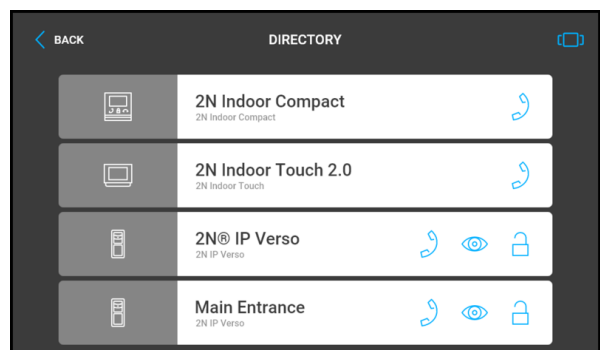 BACK
DIRECTORY
2N Indoor Compact
2N Indoor Compact
2N Indoor Touch 2.0
2N Indoor Touch
2N® IP Verso
2N IP Verso
Main Entrance
2N IP Verso